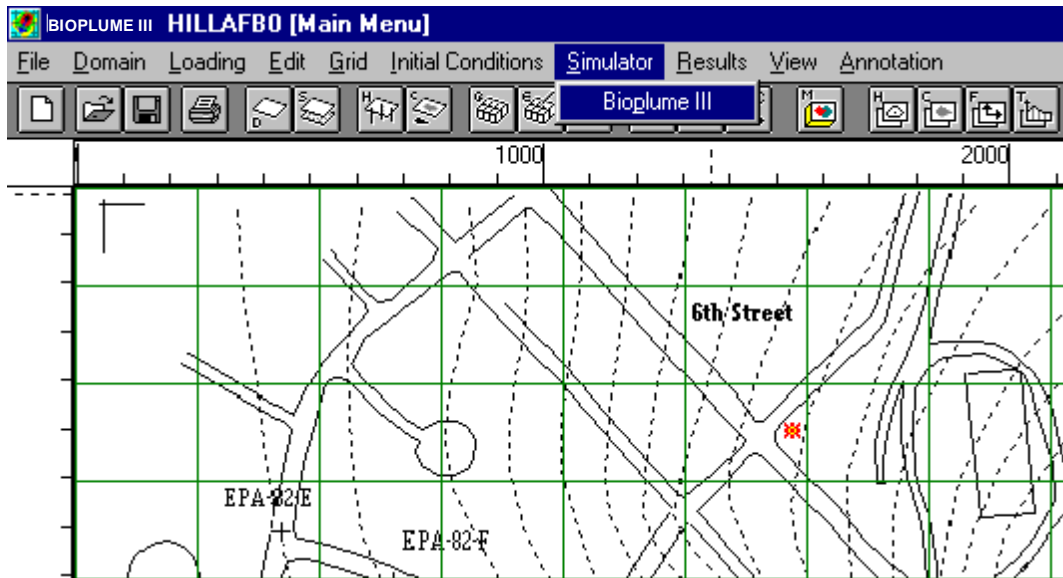 BIOPLUME III HILLAFB0 [Main Menu]
File Domain Loading Edit Grid Initial Conditions Simulator Results View Annotation
Bioplume III
D S H C G E M H C F T
1000 2000
6th Street
EPA-82-E
EPA-82-F